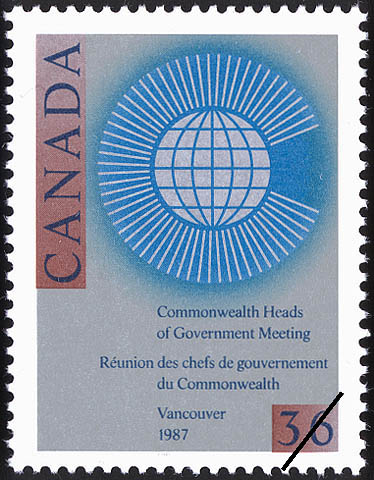 CANADA
Commonwealth Heads
of Government Meeting
Réunion des chefs de gouvernement
du Commonwealth
Vancouver
1987
36